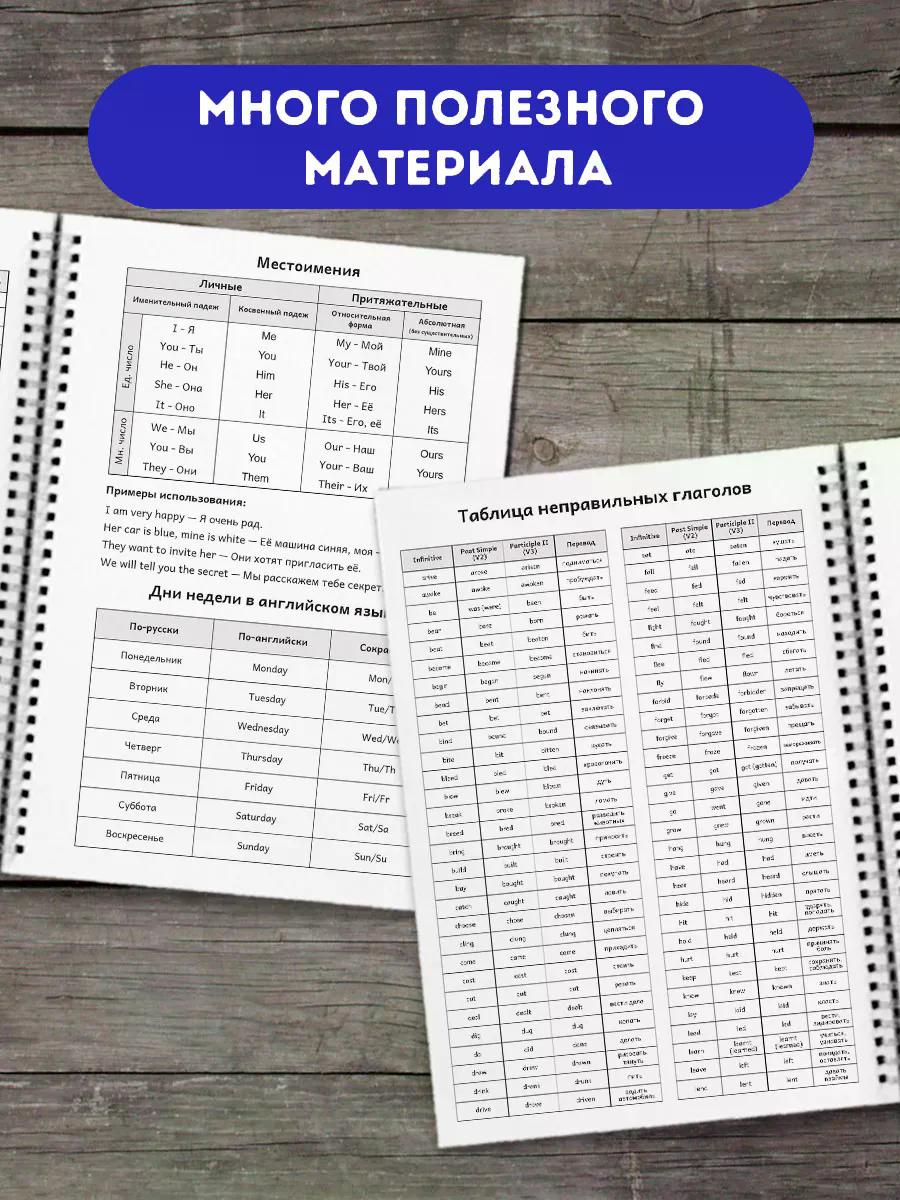 МНОГО ПОЛЕЗНОГО
МАТЕРИАЛА
Местоимения
Личные Притяжательные
Именительный падеж Косвенный падеж Относительная форма Абсолютная (без существительных)
Ед. число
I - Я Me My - Мой Mine
You - Ты You Your - Твой Yours
He - Он Him His - Его His
She - Она Her Her - Её Hers
It - Оно It Its - Его, её Its
Мн. число
We - Мы Us Our - Наш Ours
You - Вы You Your - Ваш Yours
They - Они Them Their - Их
Примеры использования:
I am very happy — Я очень рад.
Her car is blue, mine is white — Её машина синяя, моя -
They want to invite her — Они хотят пригласить её.
We will tell you the secret — Мы расскажем тебе секрет
Дни недели в английском
По-русски По-английски
Понедельник Monday Mon/
Вторник Tuesday Tue/T
Среда Wednesday Wed/We
Четверг Thursday Thu/Th
Пятница Friday Fri/Fr
Суббота Saturday Sat/Sa
Воскресенье Sunday Sun/Su
Таблица неправильных глаголов
Infinitive Past Simple (V2) Participle II (V3) Перевод
arose
awoke awoken пробуждать
be was (were) been быть
bore born
beat beat beaten бить
become became become становиться
began начинать
bent bent наклонять
bet bet bet
bind bound bound связывать
bite bit bitten кусать
bleed bled bled кровоточить
blow blew blown дуть
break broke broken ломать
breed bred bred разводить животных
bring brought brought приносить
build built built строить
buy bought bought покупать
catch caught caught ловить
choose chose chosen выбирать
cling clung clung цепляться
come came come приходить
cost cost cost стоить
cut cut cut резать
dealt dealt вести дело
dig dug dug копать
do did done делать
draw drew drawn рисовать, тянуть
drink пить
drive drove driven водить автомобиль
Infinitive Past Simple (V2) Participle II (V3) Перевод
ate eaten кушать
fall fell fallen падать
feed fed fed кормить
feel felt felt чувствовать
fight fought fought бороться
find found found находить
flee fled fled сбегать
fly flew flown летать
forbid forbade forbidden запрещать
forget forgot forgotten забывать
forgive forgave forgiven прощать
freeze froze frozen замораживать
get got got (gotten) получать
give gave given давать
go went gone идти
grow grew grown расти
hang hung hung висеть
have had had иметь
hear heard heard слышать
hide hid hidden прятать
hit hit hit ударять, попадать
hold held held держать
hurt hurt hurt причинять боль
keep kept kept сохранять, соблюдать
know knew known знать
lay laid laid класть
lead led led вести, лидировать
learn learnt (learned) learnt (learned) учиться, узнавать
leave left left покидать, оставлять
lend lent lent давать взаймы